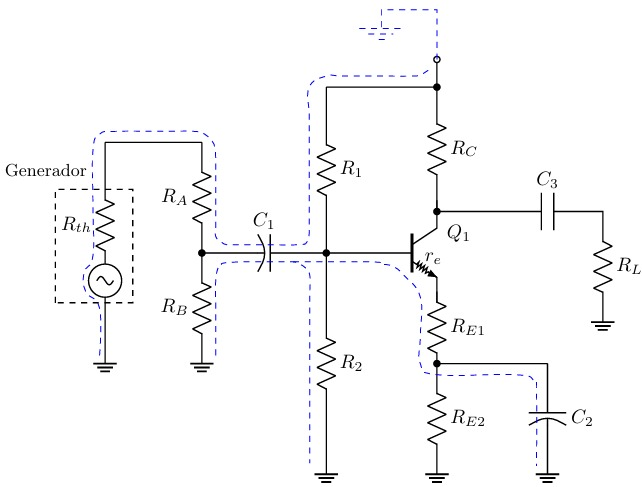 Generador
R_{th}
R_A
R_B
C_1
R_1
R_2
R_C
Q_1
r_e
R_{E1}
R_{E2}
C_2
C_3
R_L